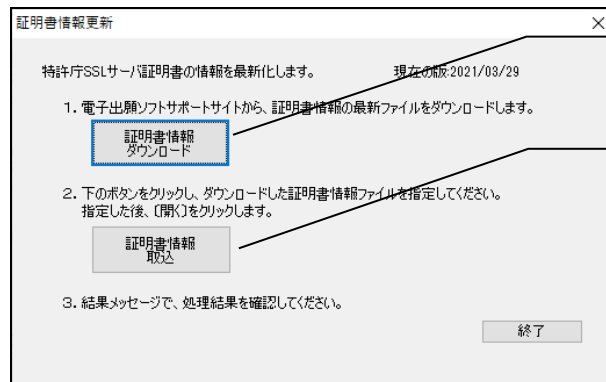 証明書情報更新
特許庁SSLサーバ証明書の情報を最新化します。 現在の版:2021/03/29
1. 電子出願ソフトサポートサイトから、証明書情報の最新ファイルをダウンロードします。
証明書情報
ダウンロード
2. 下のボタンをクリックし、ダウンロードした証明書情報ファイルを指定してください。
指定した後、[開く]をクリックします。
証明書情報
取込
3. 結果メッセージで、処理結果を確認してください。
終了